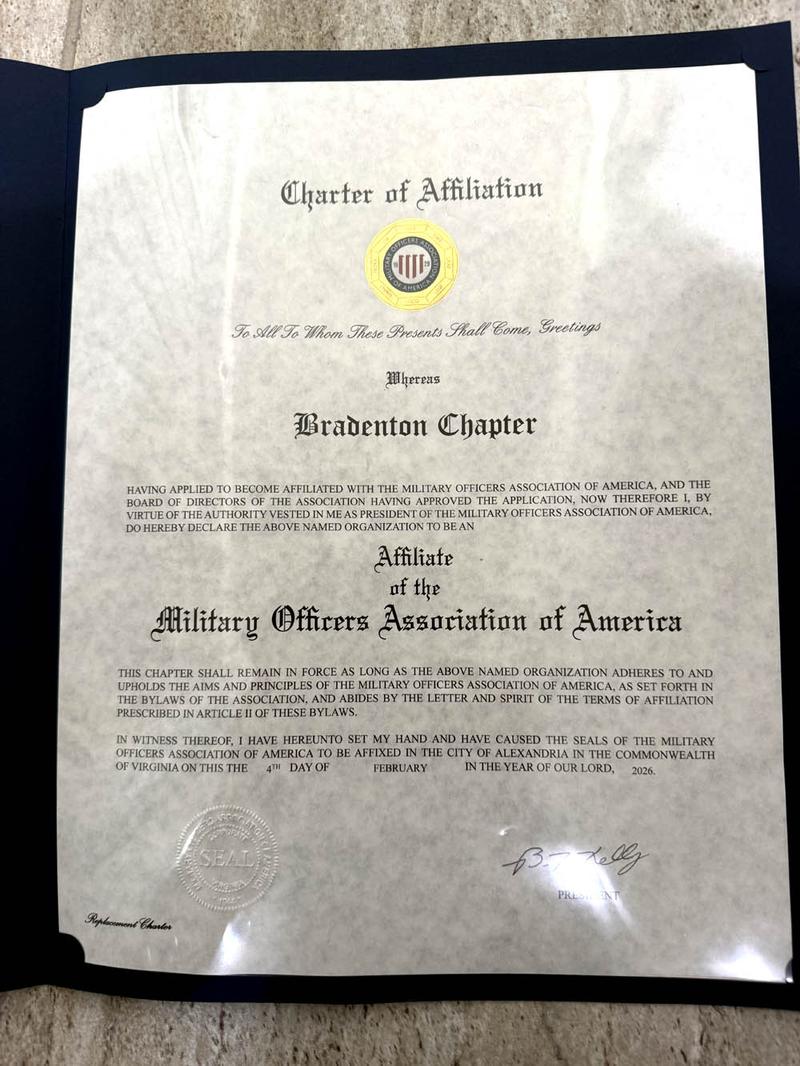 Charter of Affiliation
MILITARY OFFICERS ASSOCIATION OF AMERICA
19 29
To All To Whom These Presents Shall Come, Greetings
Whereas
Bradenton Chapter
HAVING APPLIED TO BECOME AFFILIATED WITH THE MILITARY OFFICERS ASSOCIATION OF AMERICA, AND THE
BOARD OF DIRECTORS OF THE ASSOCIATION HAVING APPROVED THE APPLICATION, NOW THEREFORE I, BY
VIRTUE OF THE AUTHORITY VESTED IN ME AS PRESIDENT OF THE MILITARY OFFICERS ASSOCIATION OF AMERICA,
DO HEREBY DECLARE THE ABOVE NAMED ORGANIZATION TO BE AN
Affiliate
of the
Military Officers Association of America
THIS CHAPTER SHALL REMAIN IN FORCE AS LONG AS THE ABOVE NAMED ORGANIZATION ADHERES TO AND
UPHOLDS THE AIMS AND PRINCIPLES OF THE MILITARY OFFICERS ASSOCIATION OF AMERICA, AS SET FORTH IN
THE BYLAWS OF THE ASSOCIATION, AND ABIDES BY THE LETTER AND SPIRIT OF THE TERMS OF AFFILIATION
PRESCRIBED IN ARTICLE II OF THESE BYLAWS.
IN WITNESS THEREOF, I HAVE HEREUNTO SET MY HAND AND HAVE CAUSED THE SEALS OF THE MILITARY
OFFICERS ASSOCIATION OF AMERICA TO BE AFFIXED IN THE CITY OF ALEXANDRIA IN THE COMMONWEALTH
OF VIRGINIA ON THIS THE 4TH DAY OF FEBRUARY IN THE YEAR OF OUR LORD, 2026.
SEAL
Kelly
PRESIDENT
Replacement Charter